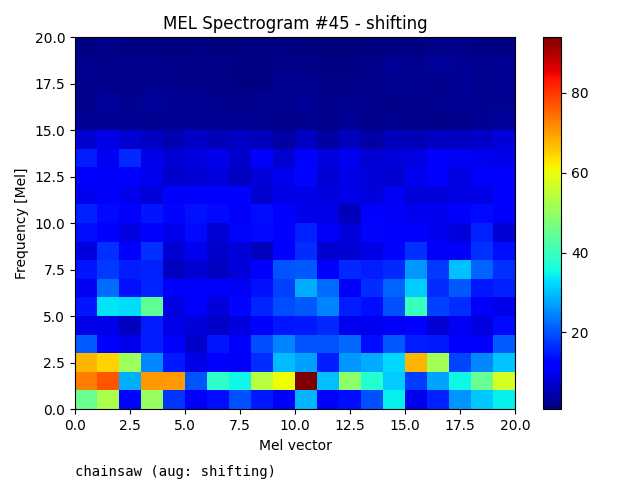 MEL Spectrogram #45 - shifting
20.0
17.5
15.0
12.5
10.0
7.5
5.0
2.5
0.0
Frequency [Mel]
0.0 2.5 5.0 7.5 10.0 12.5 15.0 17.5 20.0
Mel vector
80
60
40
20
chainsaw (aug: shifting)